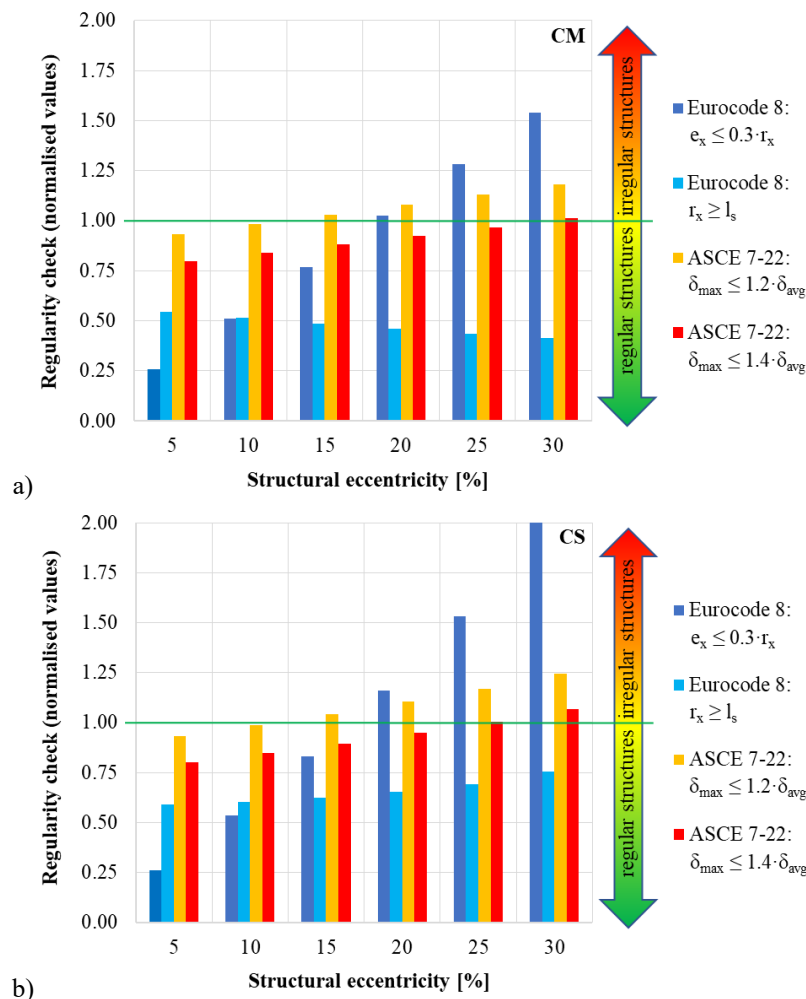 CM
Regularity check (normalised values)
2.00
1.75
1.50
1.25
1.00
0.75
0.50
0.25
0.00
5 10 15 20 25 30
Structural eccentricity [%]
irregular structures
regular structures
Eurocode 8:
eₓ ≤ 0.3·rₓ
Eurocode 8:
rₓ ≥ lₛ
ASCE 7-22:
δmax ≤ 1.2·δavg
ASCE 7-22:
δmax ≤ 1.4·δavg
a)
CS
Regularity check (normalised values)
2.00
1.75
1.50
1.25
1.00
0.75
0.50
0.25
0.00
5 10 15 20 25 30
Structural eccentricity [%]
irregular structures
regular structures
Eurocode 8:
eₓ ≤ 0.3·rₓ
Eurocode 8:
rₓ ≥ lₛ
ASCE 7-22:
δmax ≤ 1.2·δavg
ASCE 7-22:
δmax ≤ 1.4·δavg
b)